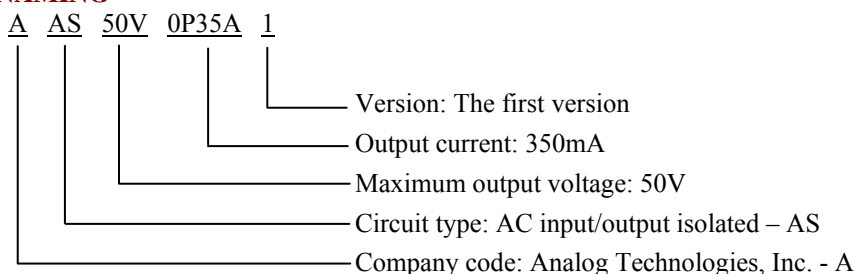 NAMING
A AS 50V 0P35A 1
Version: The first version
Output current: 350mA
Maximum output voltage: 50V
Circuit type: AC input/output isolated – AS
Company code: Analog Technologies, Inc. - A